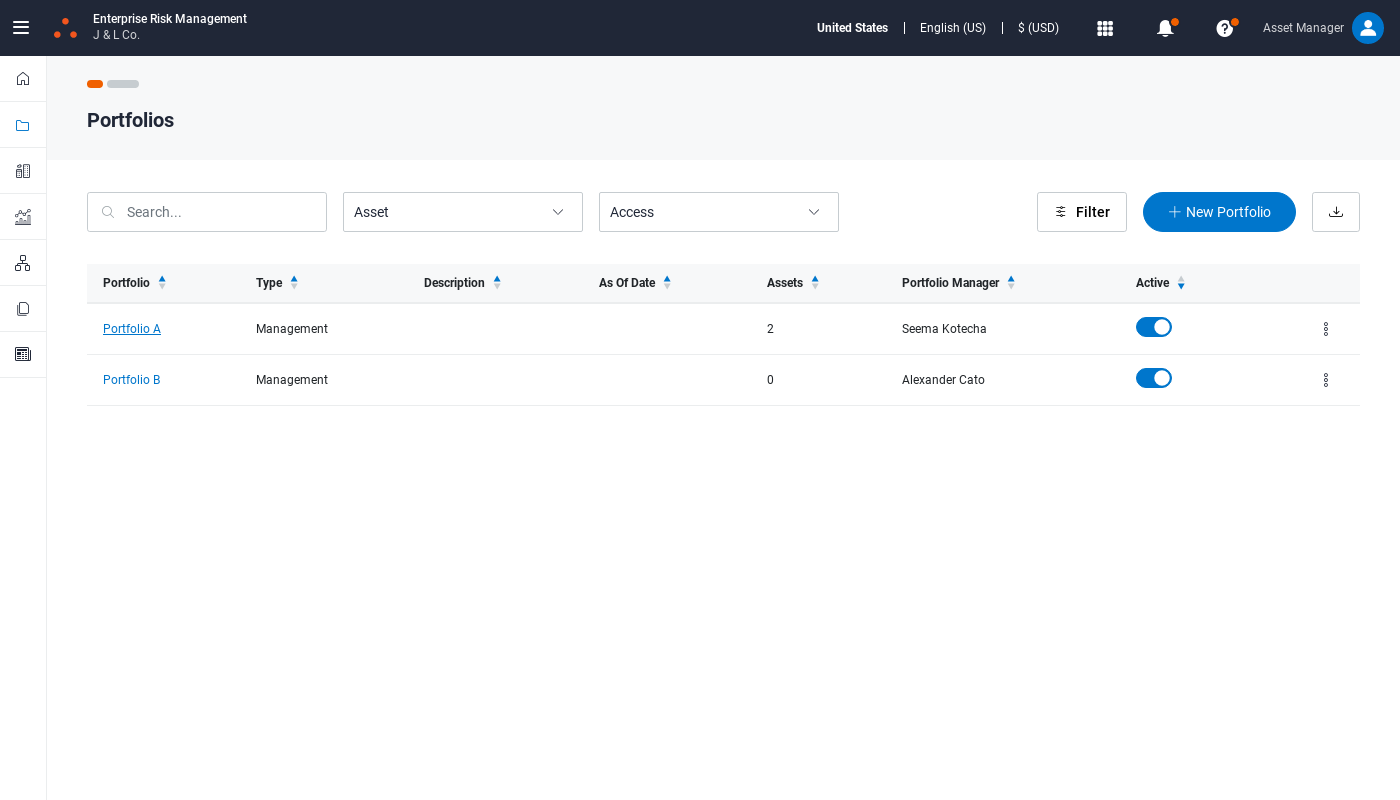 Enterprise Risk Management
J & L Co.
United States
English (US)
$ (USD)
Asset Manager
Portfolios
Search...
Asset
Access
Filter
New Portfolio
Portfolio Type Description As Of Date Assets Portfolio Manager Active
Portfolio A Management 2 Seema Kotecha
Portfolio B Management 0 Alexander Cato